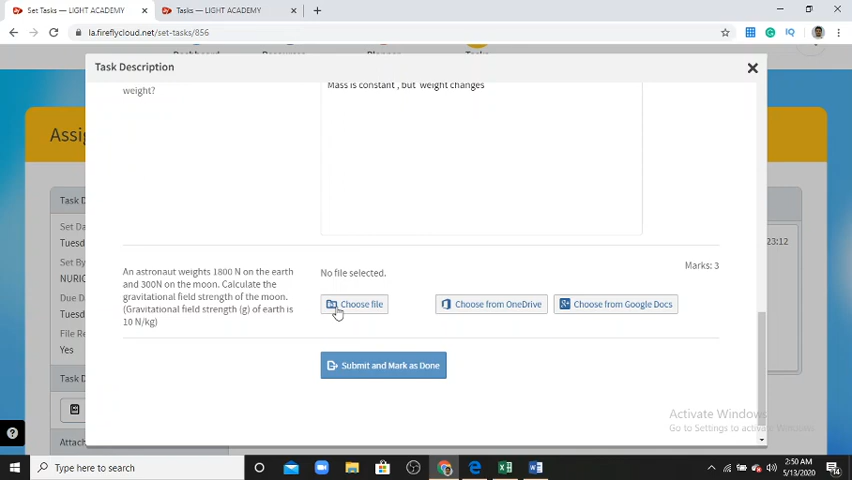 Set Tasks — LIGHT ACADEMY
Tasks — LIGHT ACADEMY
la.fireflycloud.net/set-tasks/856
Task Description
weight?
Mass is constant , but weight changes
Assig
Task D
Set Da
Tuesd
23:12
Set By
NURIG
Due Da
Tuesd
File Re
Yes
Task D
Attac
Marks: 3
An astronaut weights 1800 N on the earth
and 300N on the moon. Calculate the
gravitational field strength of the moon.
(Gravitational field strength (g) of earth is
10 N/kg)
No file selected.
Choose file
Choose from OneDrive
Choose from Google Docs
Submit and Mark as Done
Activate Windows
Go to Settings to activate Windows.
Type here to search
2:50 AM
5/13/2020
14